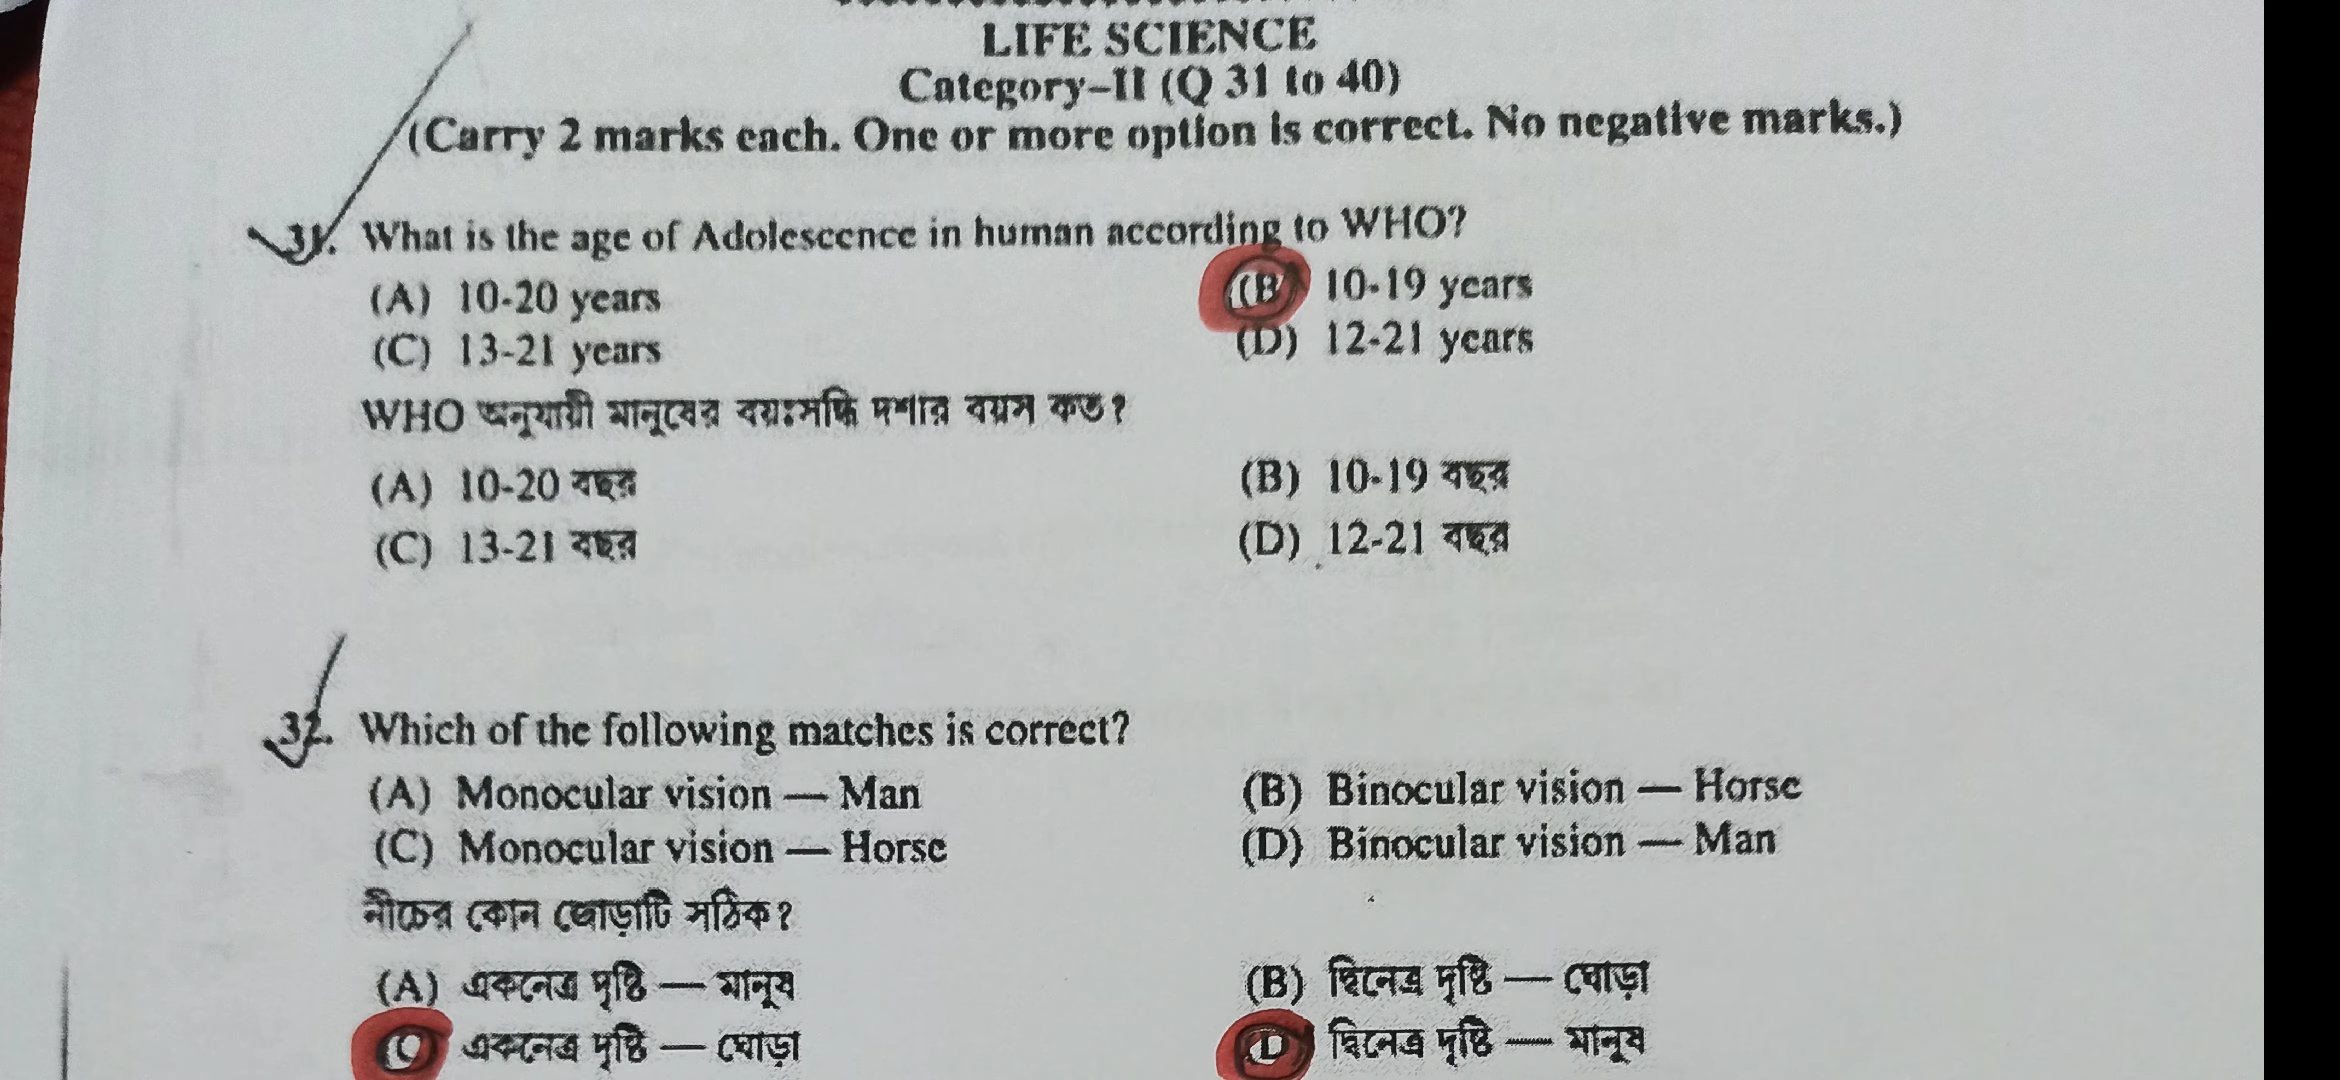 LIFE SCIENCE
Category–II (Q 31 to 40)
(Carry 2 marks each. One or more option is correct. No negative marks.)
31. What is the age of Adolescence in human according to WHO?
(A) 10-20 years (B) 10-19 years
(C) 13-21 years (D) 12-21 years
WHO অনুযায়ী মানুষের বয়ঃসন্ধি দশার বয়স কত?
(A) 10-20 বছর (B) 10-19 বছর
(C) 13-21 বছর (D) 12-21 বছর
32. Which of the following matches is correct?
(A) Monocular vision — Man (B) Binocular vision — Horse
(C) Monocular vision — Horse (D) Binocular vision — Man
নীচের কোন জোড়াটি সঠিক?
(A) একনেত্র দৃষ্টি — মানুষ (B) দ্বিনেত্র দৃষ্টি — ঘোড়া
(C) একনেত্র দৃষ্টি — ঘোড়া (D) দ্বিনেত্র দৃষ্টি — মানুষ